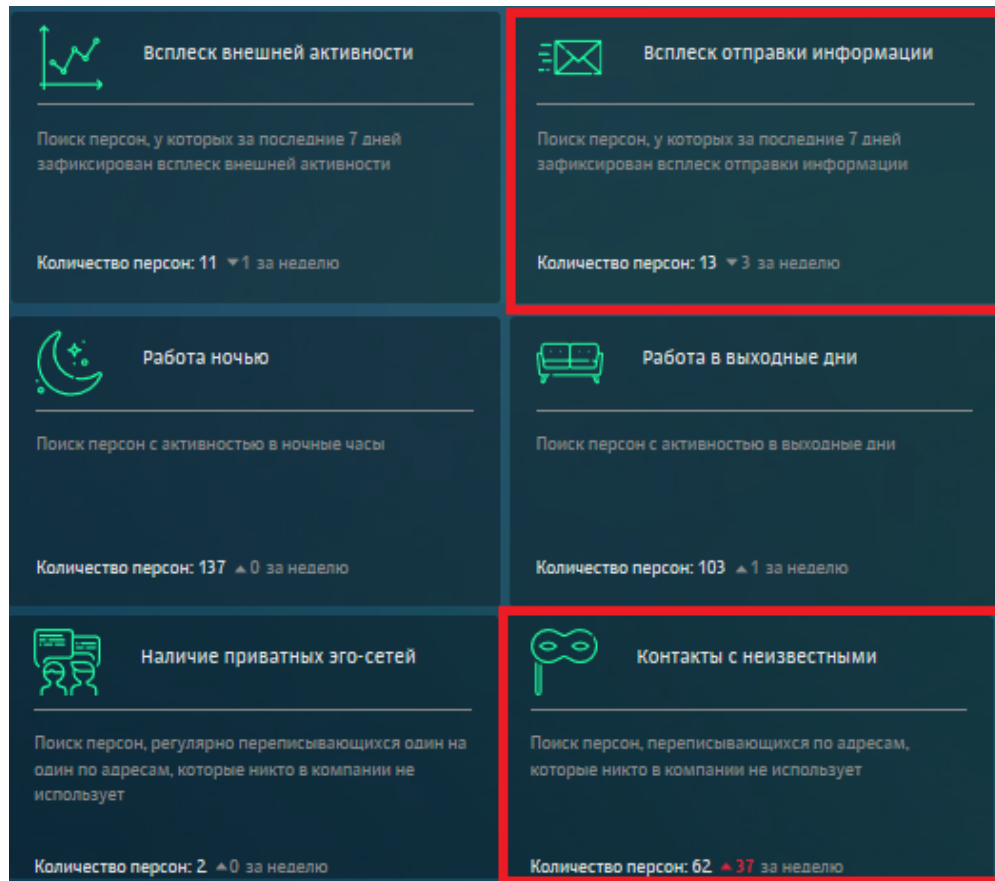 Всплеск внешней активности
Поиск персон, у которых за последние 7 дней
зафиксирован всплеск внешней активности
Количество персон: 11 ▼1 за неделю
Всплеск отправки информации
Поиск персон, у которых за последние 7 дней
зафиксирован всплеск отправки информации
Количество персон: 13 ▼3 за неделю
Работа ночью
Поиск персон с активностью в ночные часы
Количество персон: 137 ▲0 за неделю
Работа в выходные дни
Поиск персон с активностью в выходные дни
Количество персон: 103 ▲1 за неделю
Наличие приватных эго-сетей
Поиск персон, регулярно переписывающихся один на
один по адресам, которые никто в компании не
использует
Количество персон: 2 ▲0 за неделю
Контакты с неизвестными
Поиск персон, переписывающихся по адресам,
которые никто в компании не использует
Количество персон: 62 ▲37 за неделю